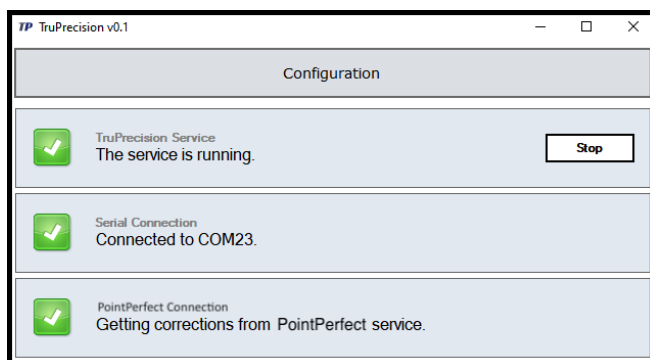 TP TruPrecision v0.1
Configuration
TruPrecision Service
The service is running.
Stop
Serial Connection
Connected to COM23.
PointPerfect Connection
Getting corrections from PointPerfect service.